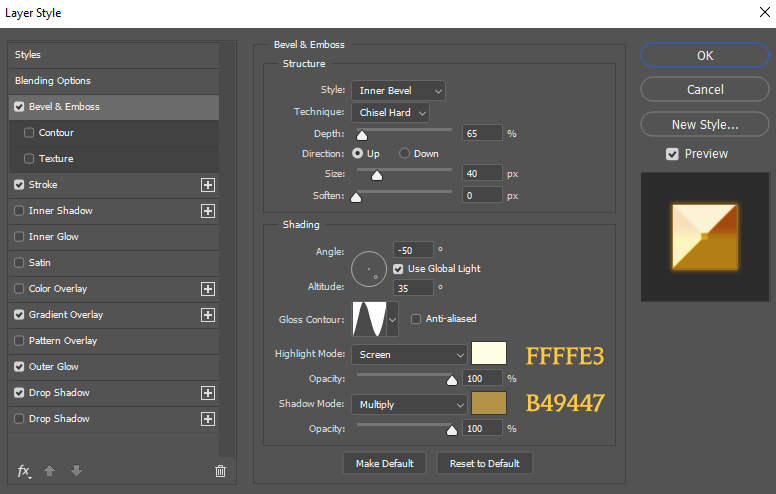 Layer Style
Styles
Blending Options
Bevel & Emboss
Contour
Texture
Stroke
Inner Shadow
Inner Glow
Satin
Color Overlay
Gradient Overlay
Pattern Overlay
Outer Glow
Drop Shadow
Drop Shadow
fx
Bevel & Emboss
Structure
Style: Inner Bevel
Technique: Chisel Hard
Depth: 65 %
Direction: Up Down
Size: 40 px
Soften: 0 px
Shading
Angle: -50 °
Use Global Light
Altitude: 35 °
Gloss Contour: Anti-aliased
Highlight Mode: Screen FFFFE3
Opacity: 100 %
Shadow Mode: Multiply B49447
Opacity: 100 %
Make Default Reset to Default
OK
Cancel
New Style...
Preview